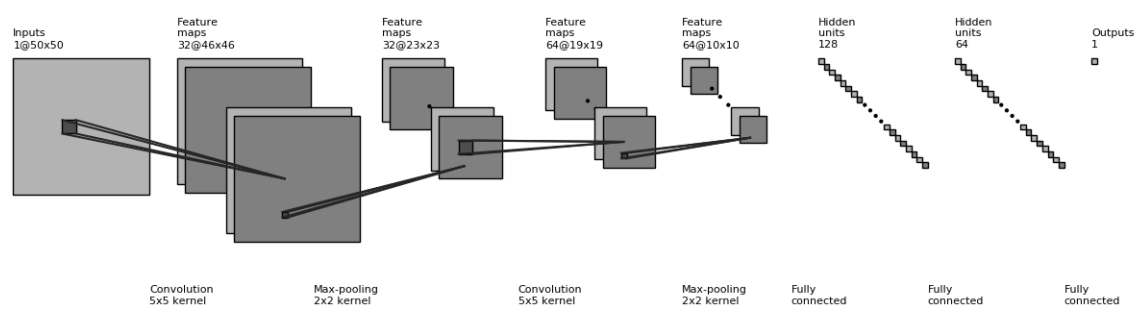 Inputs
1@50x50
Feature
maps
32@46x46
Feature
maps
32@23x23
Feature
maps
64@19x19
Feature
maps
64@10x10
Hidden
units
128
Hidden
units
64
Outputs
1
Convolution
5x5 kernel
Max-pooling
2x2 kernel
Convolution
5x5 kernel
Max-pooling
2x2 kernel
Fully
connected
Fully
connected
Fully
connected